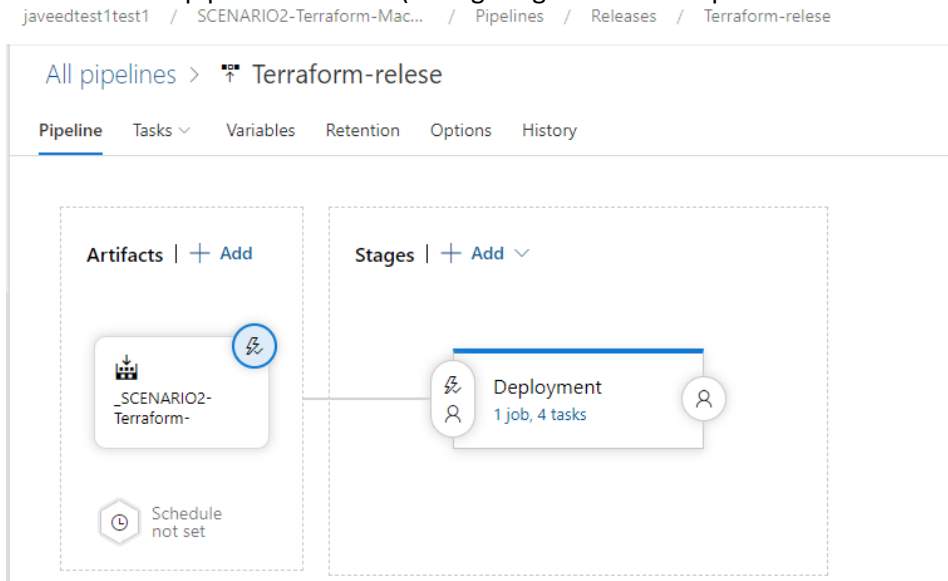 javeedtest1test1 / SCENARIO2-Terraform-Mac... / Pipelines / Releases / Terraform-relese
All pipelines > Terraform-relese
Pipeline Tasks Variables Retention Options History
Artifacts | + Add
Stages | + Add
_SCENARIO2-
Terraform-
Deployment
1 job, 4 tasks
Schedule
not set